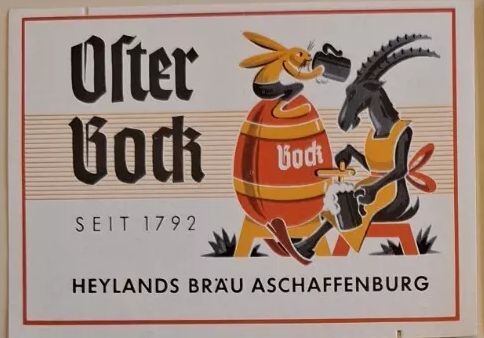 Oſter
Bock
Bock
SEIT 1792
HEYLANDS BRÄU ASCHAFFENBURG